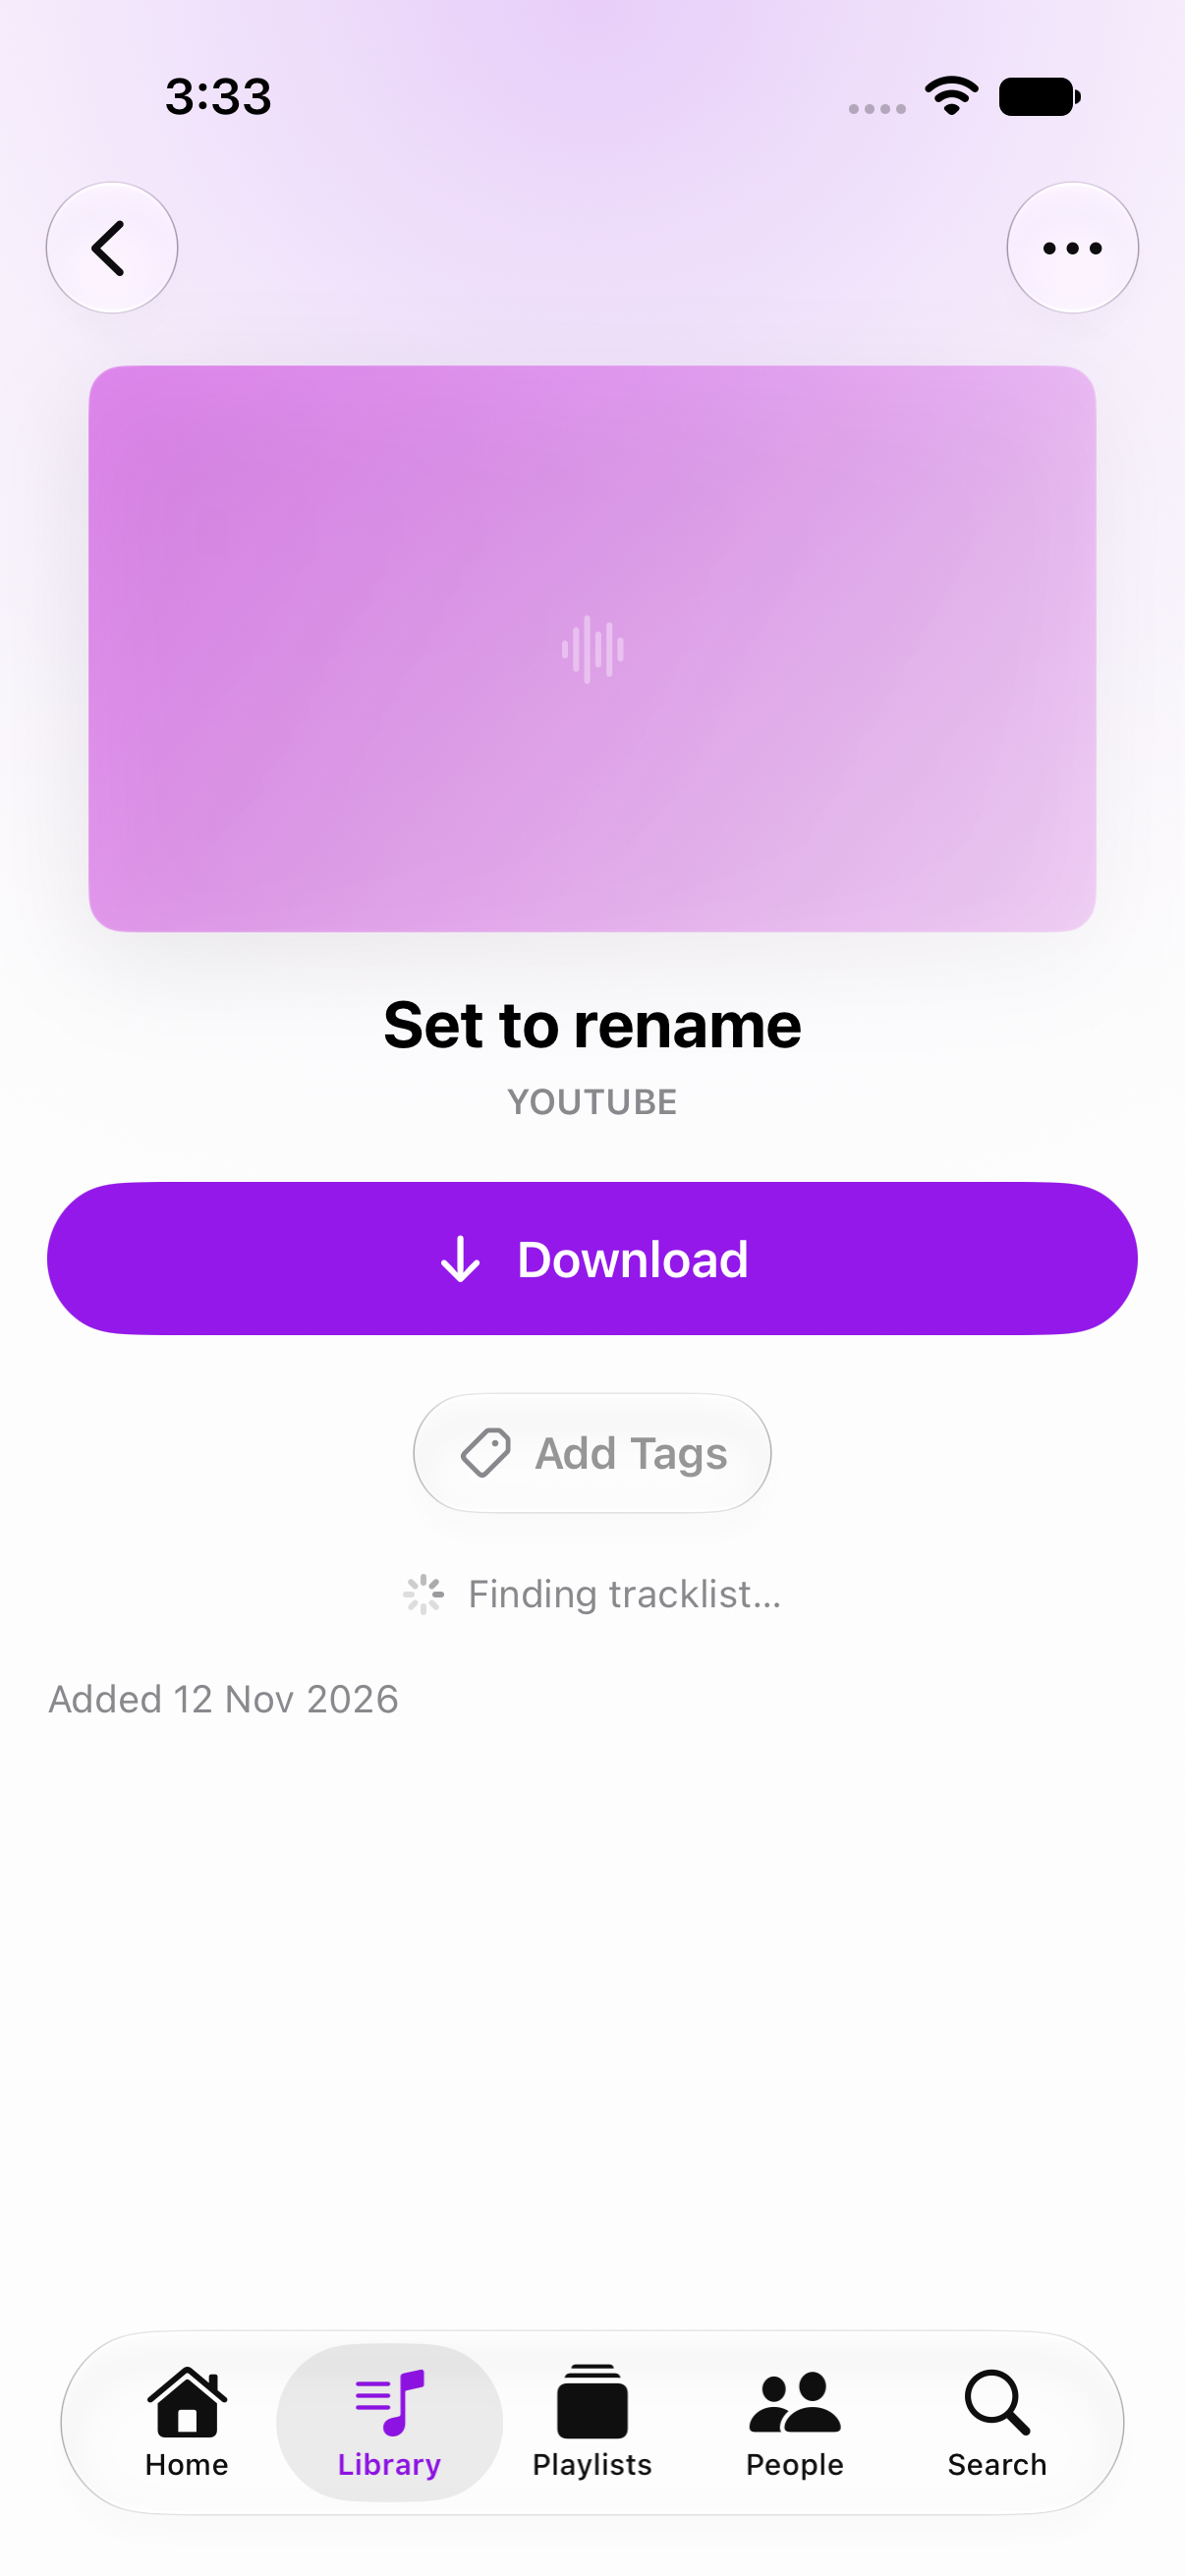 3:33
Set to rename
YOUTUBE
Download
Add Tags
Finding tracklist...
Added 12 Nov 2026
Home
Library
Playlists
People
Search